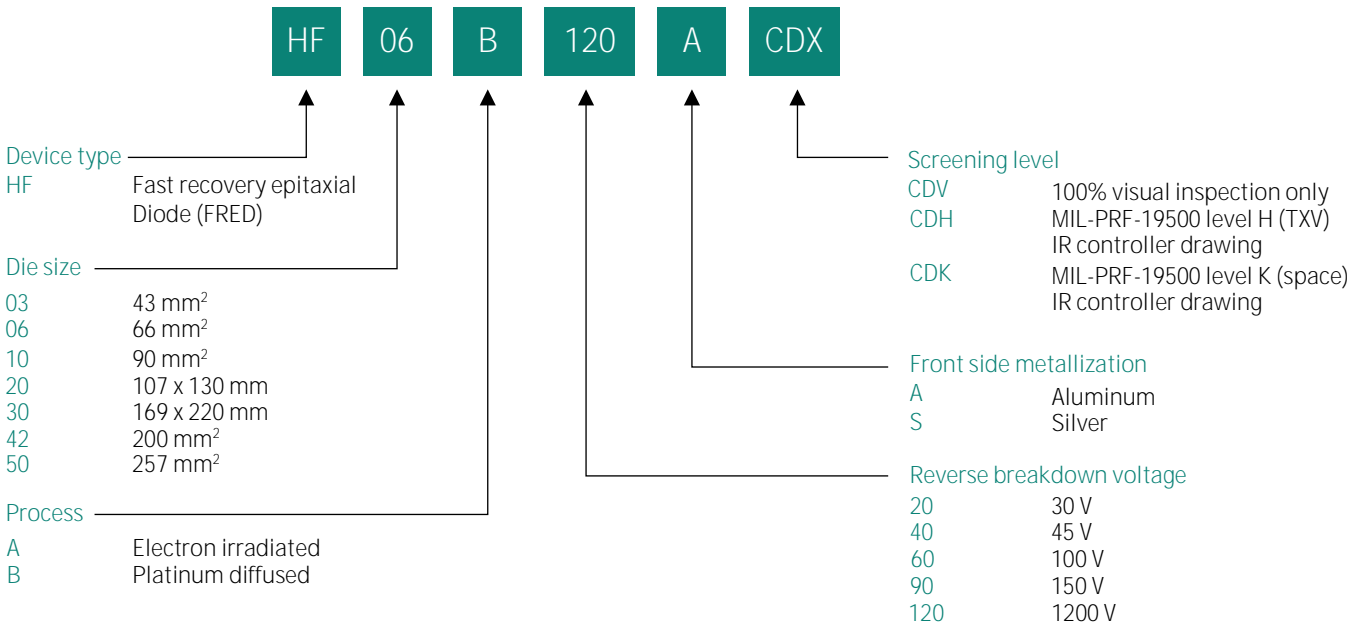 HF 06 B 120 A CDX
Device type
HF Fast recovery epitaxial
Diode (FRED)
Die size
03 43 mm²
06 66 mm²
10 90 mm²
20 107 x 130 mm
30 169 x 220 mm
42 200 mm²
50 257 mm²
Process
A Electron irradiated
B Platinum diffused
Screening level
CDV 100% visual inspection only
CDH MIL-PRF-19500 level H (TXV)
IR controller drawing
CDK MIL-PRF-19500 level K (space)
IR controller drawing
Front side metallization
A Aluminum
S Silver
Reverse breakdown voltage
20 30 V
40 45 V
60 100 V
90 150 V
120 1200 V